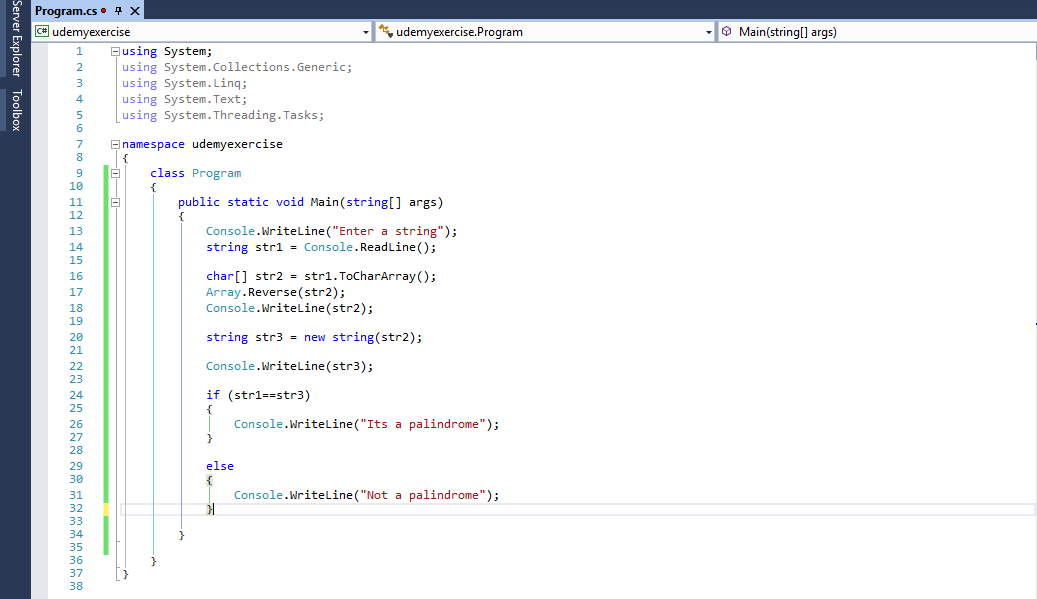 Server Explorer
Toolbox
Program.cs
C# udemyexercise
udemyexercise.Program
Main(string[] args)
1 using System;
2 using System.Collections.Generic;
3 using System.Linq;
4 using System.Text;
5 using System.Threading.Tasks;
6
7 namespace udemyexercise
8 {
9 class Program
10 {
11 public static void Main(string[] args)
12 {
13 Console.WriteLine("Enter a string");
14 string str1 = Console.ReadLine();
15
16 char[] str2 = str1.ToCharArray();
17 Array.Reverse(str2);
18 Console.WriteLine(str2);
19
20 string str3 = new string(str2);
21
22 Console.WriteLine(str3);
23
24 if (str1==str3)
25 {
26 Console.WriteLine("Its a palindrome");
27 }
28
29 else
30 {
31 Console.WriteLine("Not a palindrome");
32 }
33
34 }
35
36 }
37 }
38